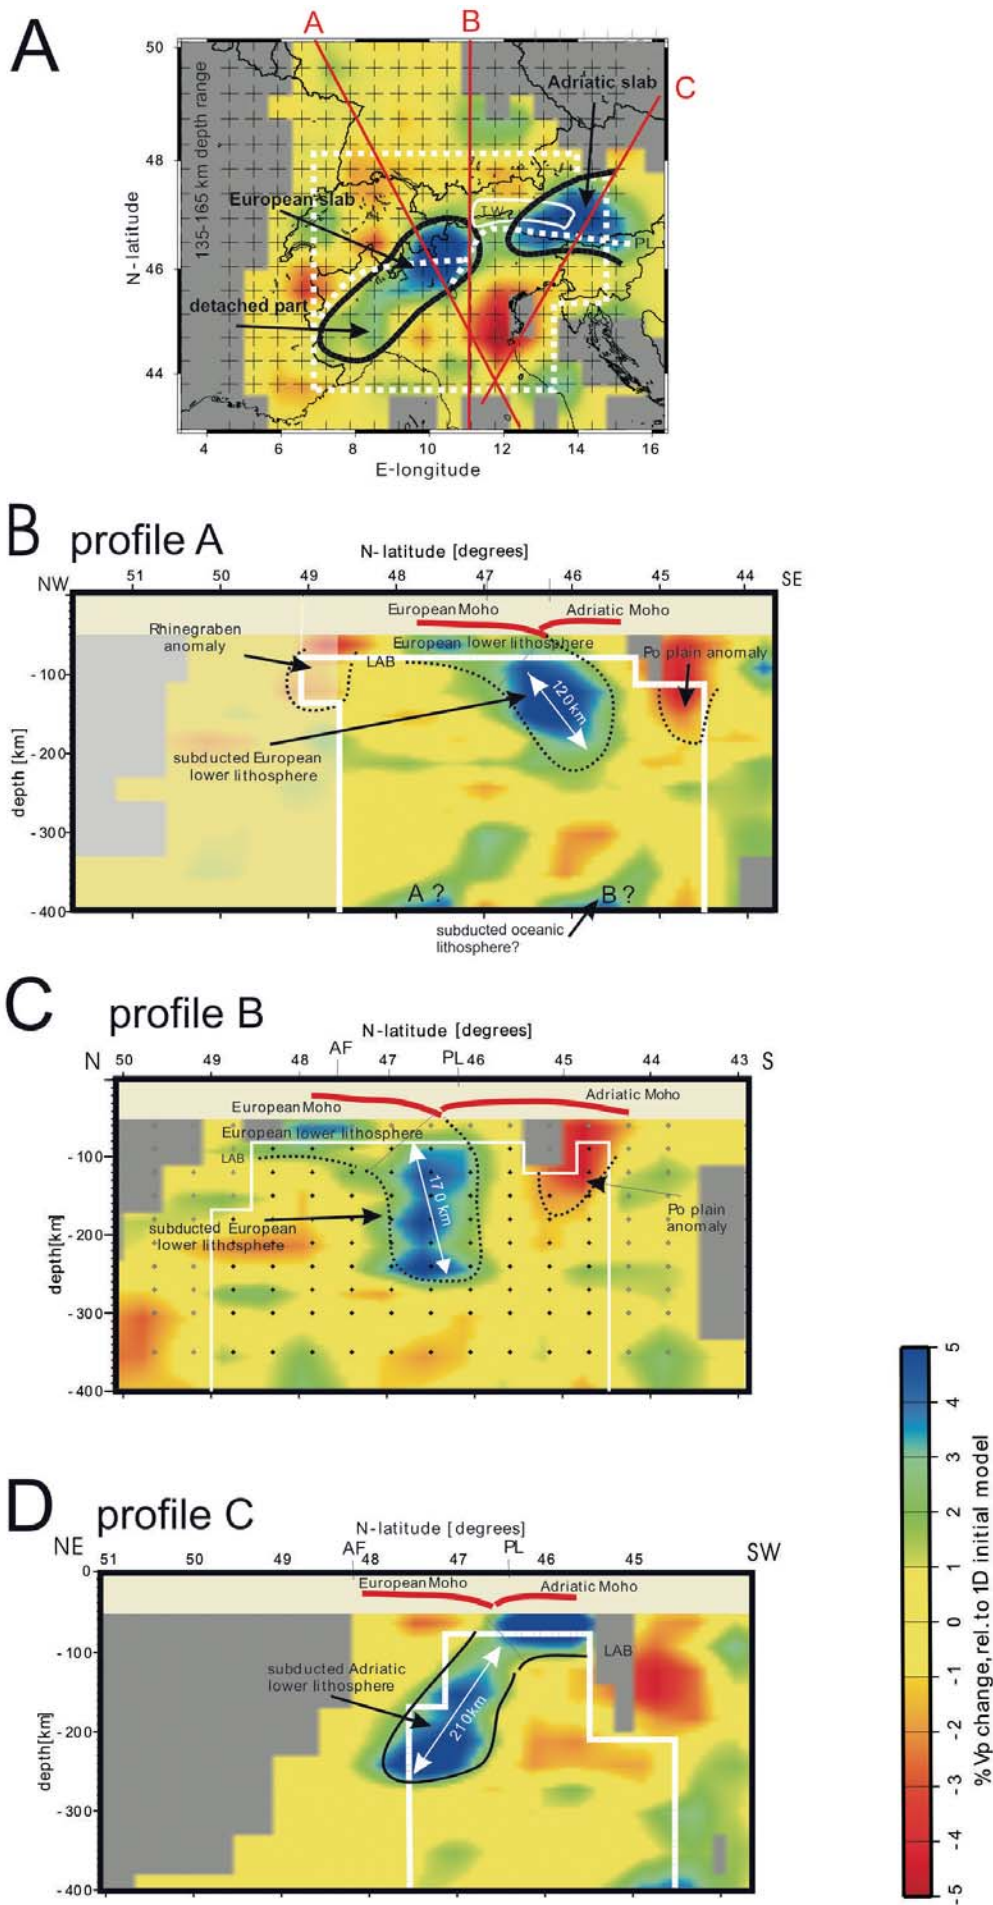 A
A
B
C
50
48
46
44
N-latitude
135-165 km depth range
Adriatic slab
European slab
TW
PL
detached part
4 6 8 10 12 14 16
E-longitude
B profile A
N-latitude [degrees]
NW 51 50 49 48 47 46 45 44 SE
European Moho Adriatic Moho
Rhinegraben
anomaly
European lower lithosphere
LAB
Po plain anomaly
120km
subducted European
lower lithosphere
-100
-200
-300
-400
depth [km]
A ? B ?
subducted oceanic
lithosphere?
C profile B
N-latitude [degrees]
AF PL
N 50 49 48 47 46 45 44 43 S
European Moho Adriatic Moho
European lower lithosphere
LAB
170km
subducted European
lower lithosphere
Po plain
anomaly
-100
-200
-300
-400
depth[km]
D profile C
N-latitude [degrees]
NE AF PL SW
51 50 49 48 47 46 45
European Moho Adriatic Moho
LAB
subducted Adriatic
lower lithosphere
210km
0
-100
-200
-300
-400
depth[km]
5
4
3
2
1
0
-1
-2
-3
-4
-5
% Vp change, rel. to 1D initial model